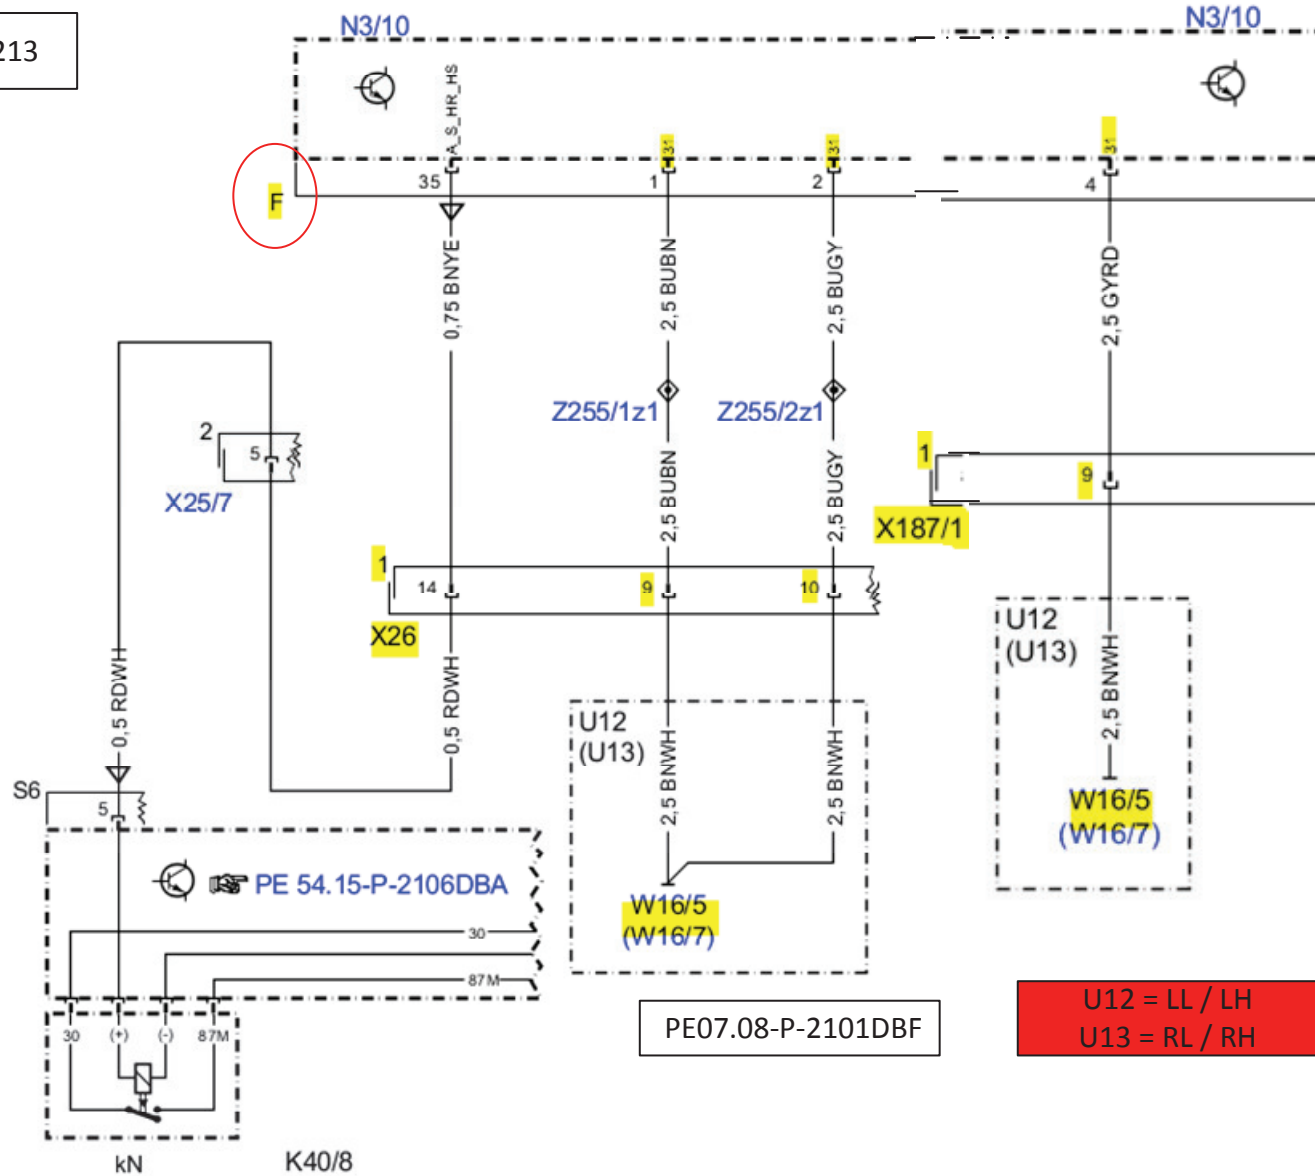 213
N3/10
N3/10
A_S_HR_HS
31
31
31
35
1
2
4
F
0,75 BNYE
2,5 BUBN
2,5 BUGY
2,5 GYRD
Z255/1z1
Z255/2z1
2
5
X25/7
2,5 BUBN
2,5 BUGY
1
9
X187/1
1
14
9
10
X26
0,5 RDWH
0,5 RDWH
U12
(U13)
2,5 BNWH
2,5 BNWH
W16/5
(W16/7)
U12
(U13)
2,5 BNWH
W16/5
(W16/7)
S6
5
PE 54.15-P-2106DBA
30
87M
30
(+)
(-)
87M
kN
K40/8
PE07.08-P-2101DBF
U12 = LL / LH
U13 = RL / RH